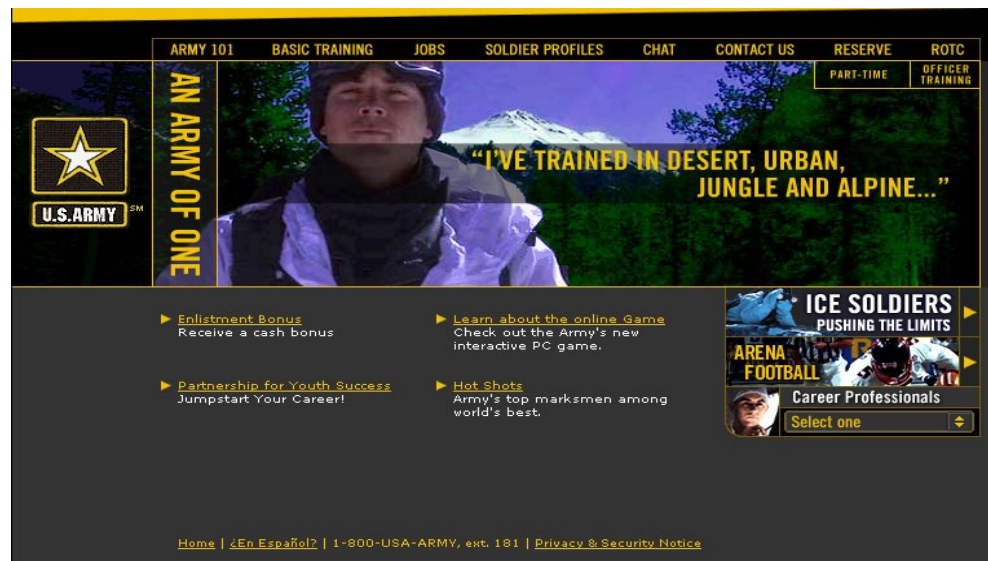 ARMY 101 BASIC TRAINING JOBS SOLDIER PROFILES CHAT CONTACT US RESERVE ROTC
PART-TIME
OFFICER
TRAINING
AN ARMY OF ONE
U.S.ARMY SM
“I'VE TRAINED IN DESERT, URBAN,
JUNGLE AND ALPINE...”
Enlistment Bonus
Receive a cash bonus
Learn about the online Game
Check out the Army's new
interactive PC game.
Partnership for Youth Success
Jumpstart Your Career!
Hot Shots
Army's top marksmen among
world's best.
ICE SOLDIERS
PUSHING THE LIMITS
ARENA
FOOTBALL
Career Professionals
Select one
Home | ¿En Español? | 1-800-USA-ARMY, ext. 181 | Privacy & Security Notice